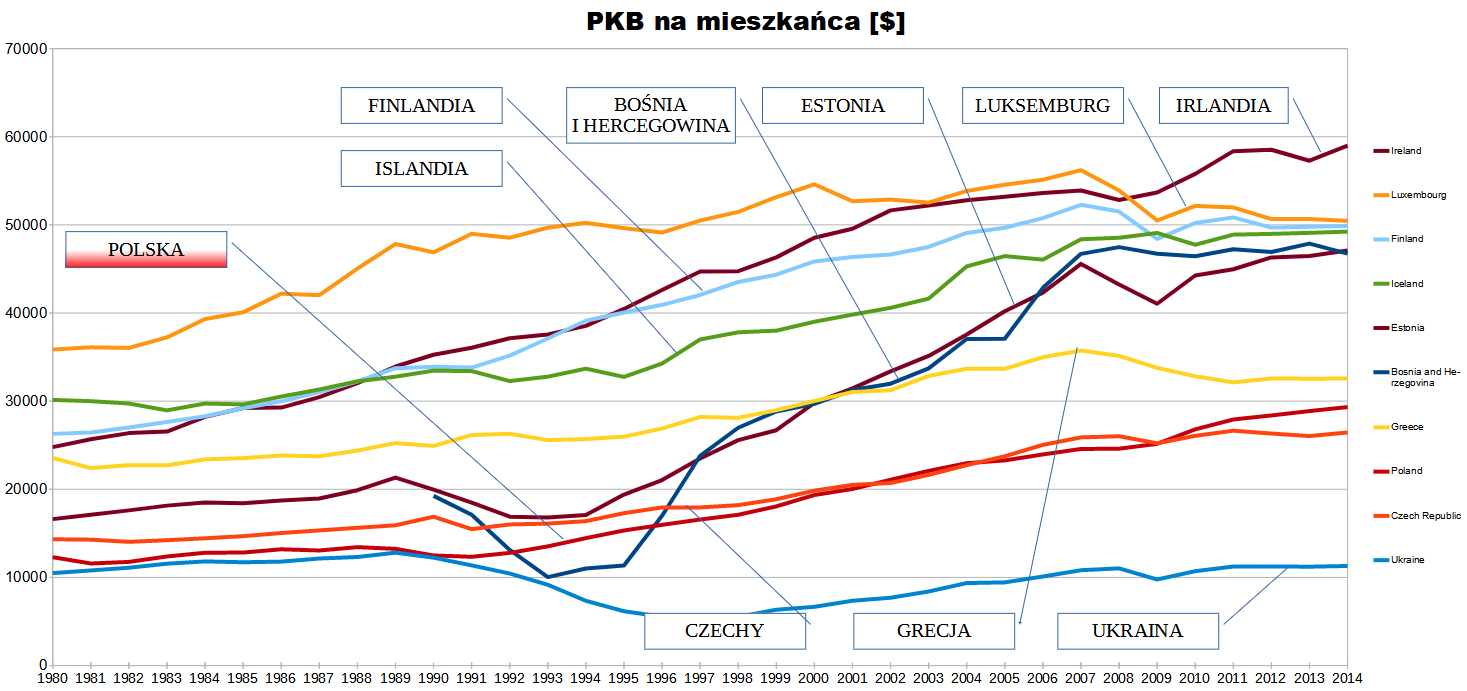 PKB na mieszkańca [$]
70000
60000
50000
40000
30000
20000
10000
0
FINLANDIA
BOŚNIA
I HERCEGOWINA
ESTONIA
LUKSEMBURG
IRLANDIA
ISLANDIA
POLSKA
CZECHY
GRECJA
UKRAINA
Ireland
Luxembourg
Finland
Iceland
Estonia
Bosnia and He-
rzegovina
Greece
Poland
Czech Republic
Ukraine
1980 1981 1982 1983 1984 1985 1986 1987 1988 1989 1990 1991 1992 1993 1994 1995 1996 1997 1998 1999 2000 2001 2002 2003 2004 2005 2006 2007 2008 2009 2010 2011 2012 2013 2014